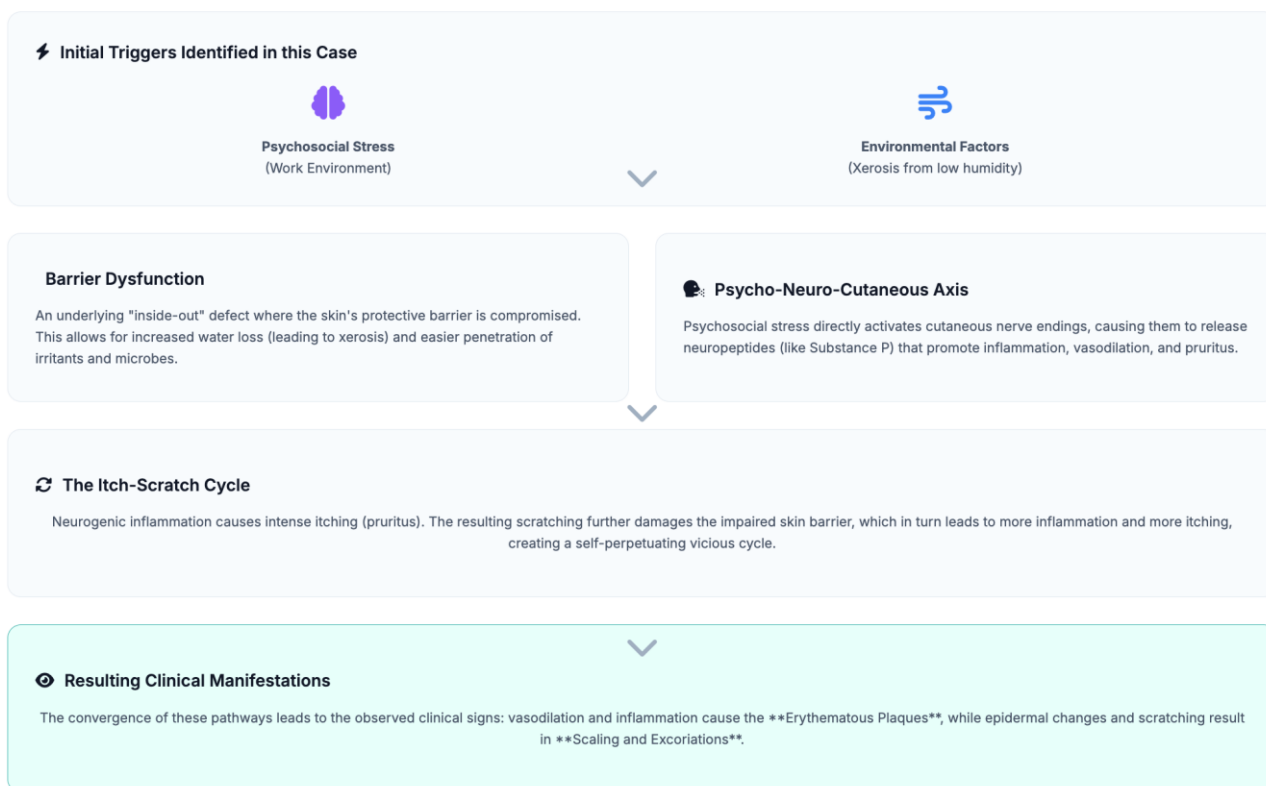 Initial Triggers Identified in this Case
Psychosocial Stress
(Work Environment)
Environmental Factors
(Xerosis from low humidity)
Barrier Dysfunction
An underlying "inside-out" defect where the skin's protective barrier is compromised.
This allows for increased water loss (leading to xerosis) and easier penetration of
irritants and microbes.
Psycho-Neuro-Cutaneous Axis
Psychosocial stress directly activates cutaneous nerve endings, causing them to release
neuropeptides (like Substance P) that promote inflammation, vasodilation, and pruritus.
The Itch-Scratch Cycle
Neurogenic inflammation causes intense itching (pruritus). The resulting scratching further damages the impaired skin barrier, which in turn leads to more inflammation and more itching,
creating a self-perpetuating vicious cycle.
Resulting Clinical Manifestations
The convergence of these pathways leads to the observed clinical signs: vasodilation and inflammation cause the **Erythematous Plaques**, while epidermal changes and scratching result
in **Scaling and Excoriations**.